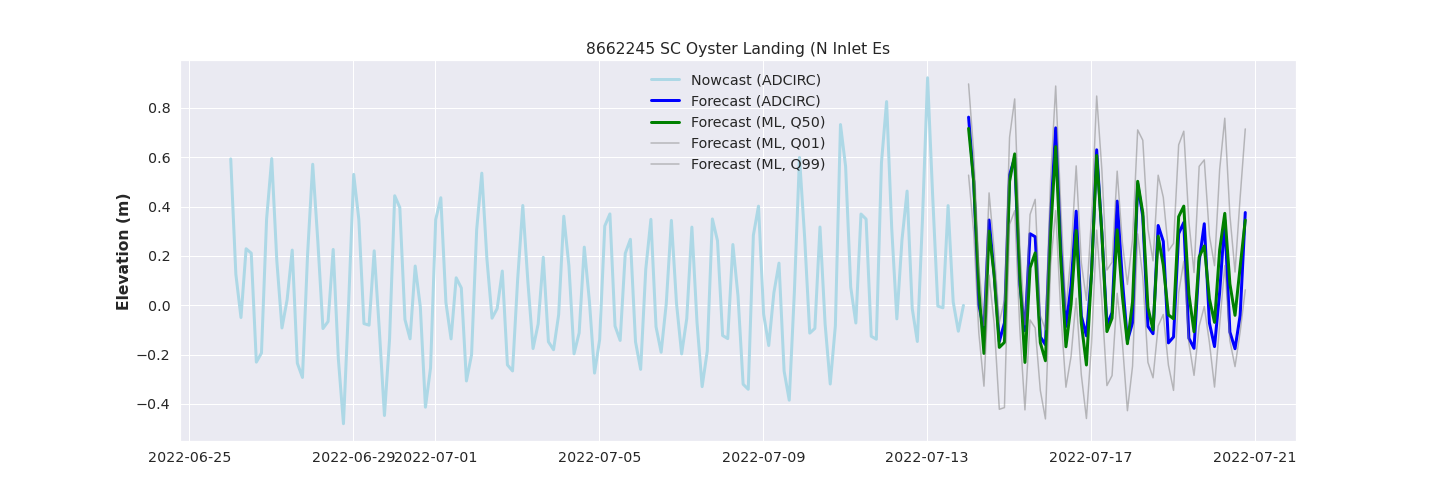 8662245 SC Oyster Landing (N Inlet Es
Nowcast (ADCIRC)
Forecast (ADCIRC)
Forecast (ML, Q50)
Forecast (ML, Q01)
Forecast (ML, Q99)
Elevation (m)
0.8
0.6
0.4
0.2
0.0
−0.2
−0.4
2022-06-25
2022-06-29
2022-07-01
2022-07-05
2022-07-09
2022-07-13
2022-07-17
2022-07-21